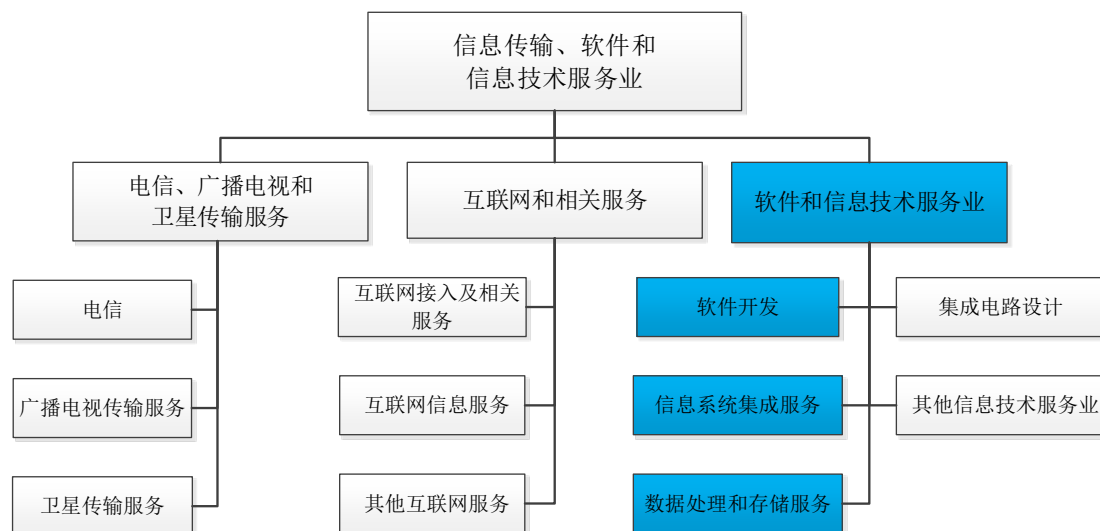 信息传输、软件和
信息技术服务业
电信、广播电视和
卫星传输服务
互联网和相关服务
软件和信息技术服务业
电信
互联网接入及相关
服务
软件开发
集成电路设计
广播电视传输服务
互联网信息服务
信息系统集成服务
其他信息技术服务业
卫星传输服务
其他互联网服务
数据处理和存储服务